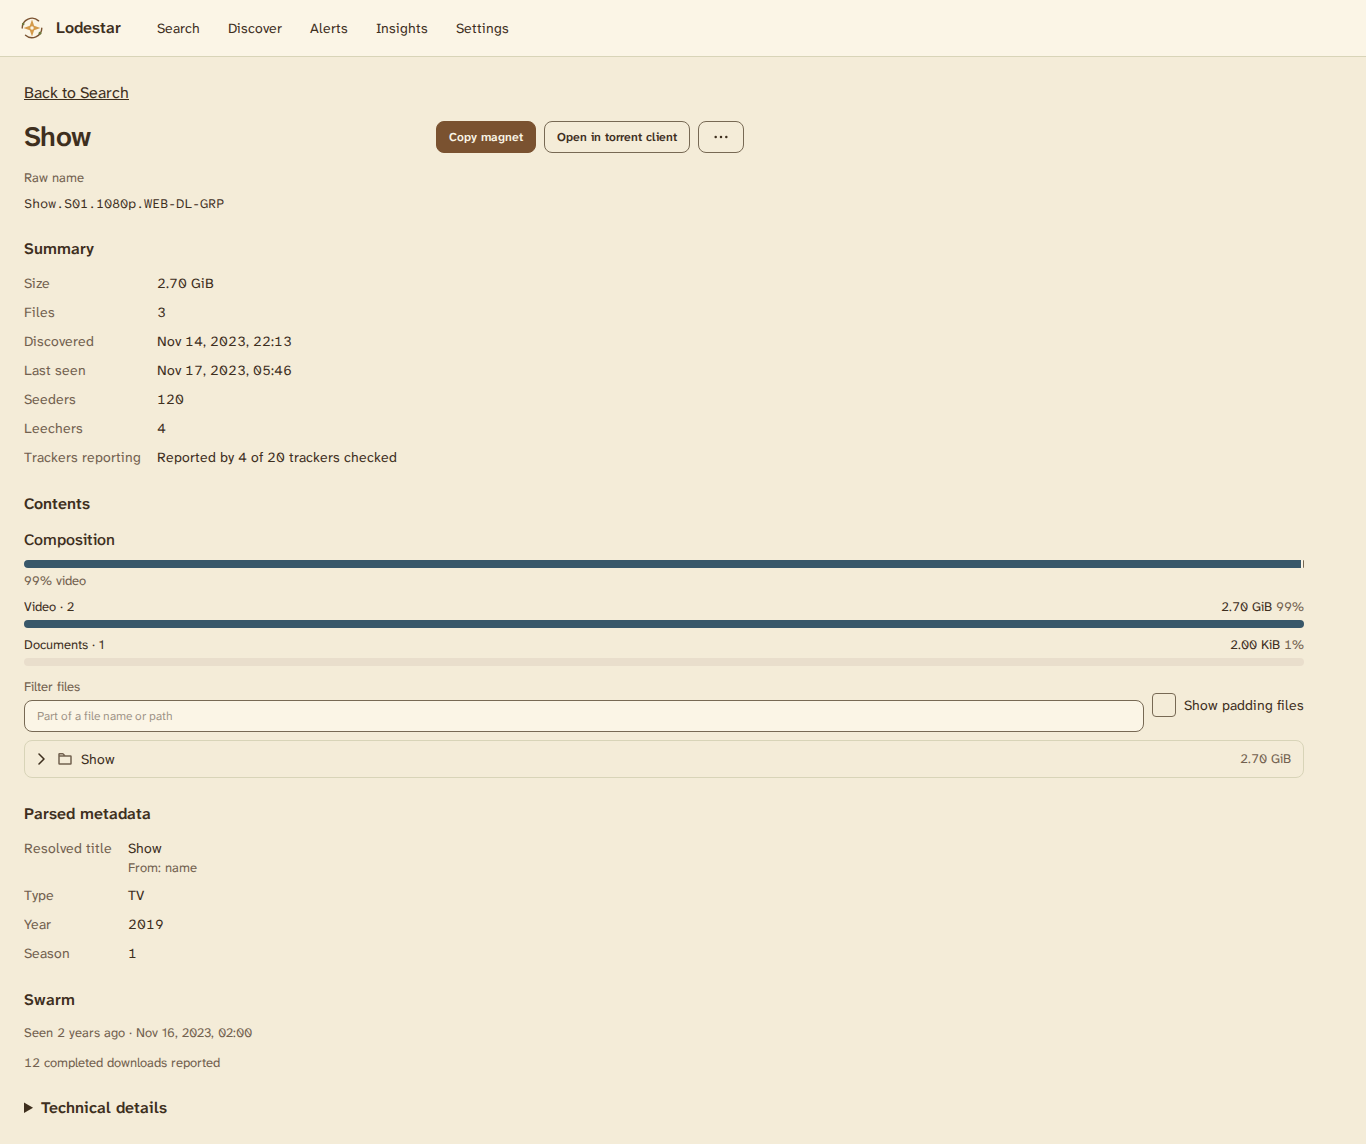 Lodestar Search Discover Alerts Insights Settings
Back to Search
Show Copy magnet Open in torrent client ...
Raw name
Show.S01.1080p.WEB-DL-GRP
Summary
Size 2.70 GiB
Files 3
Discovered Nov 14, 2023, 22:13
Last seen Nov 17, 2023, 05:46
Seeders 120
Leechers 4
Trackers reporting Reported by 4 of 20 trackers checked
Contents
Composition
99% video
Video · 2 2.70 GiB 99%
Documents · 1 2.00 KiB 1%
Filter files
Part of a file name or path Show padding files
Show 2.70 GiB
Parsed metadata
Resolved title Show
From: name
Type TV
Year 2019
Season 1
Swarm
Seen 2 years ago · Nov 16, 2023, 02:00
12 completed downloads reported
Technical details